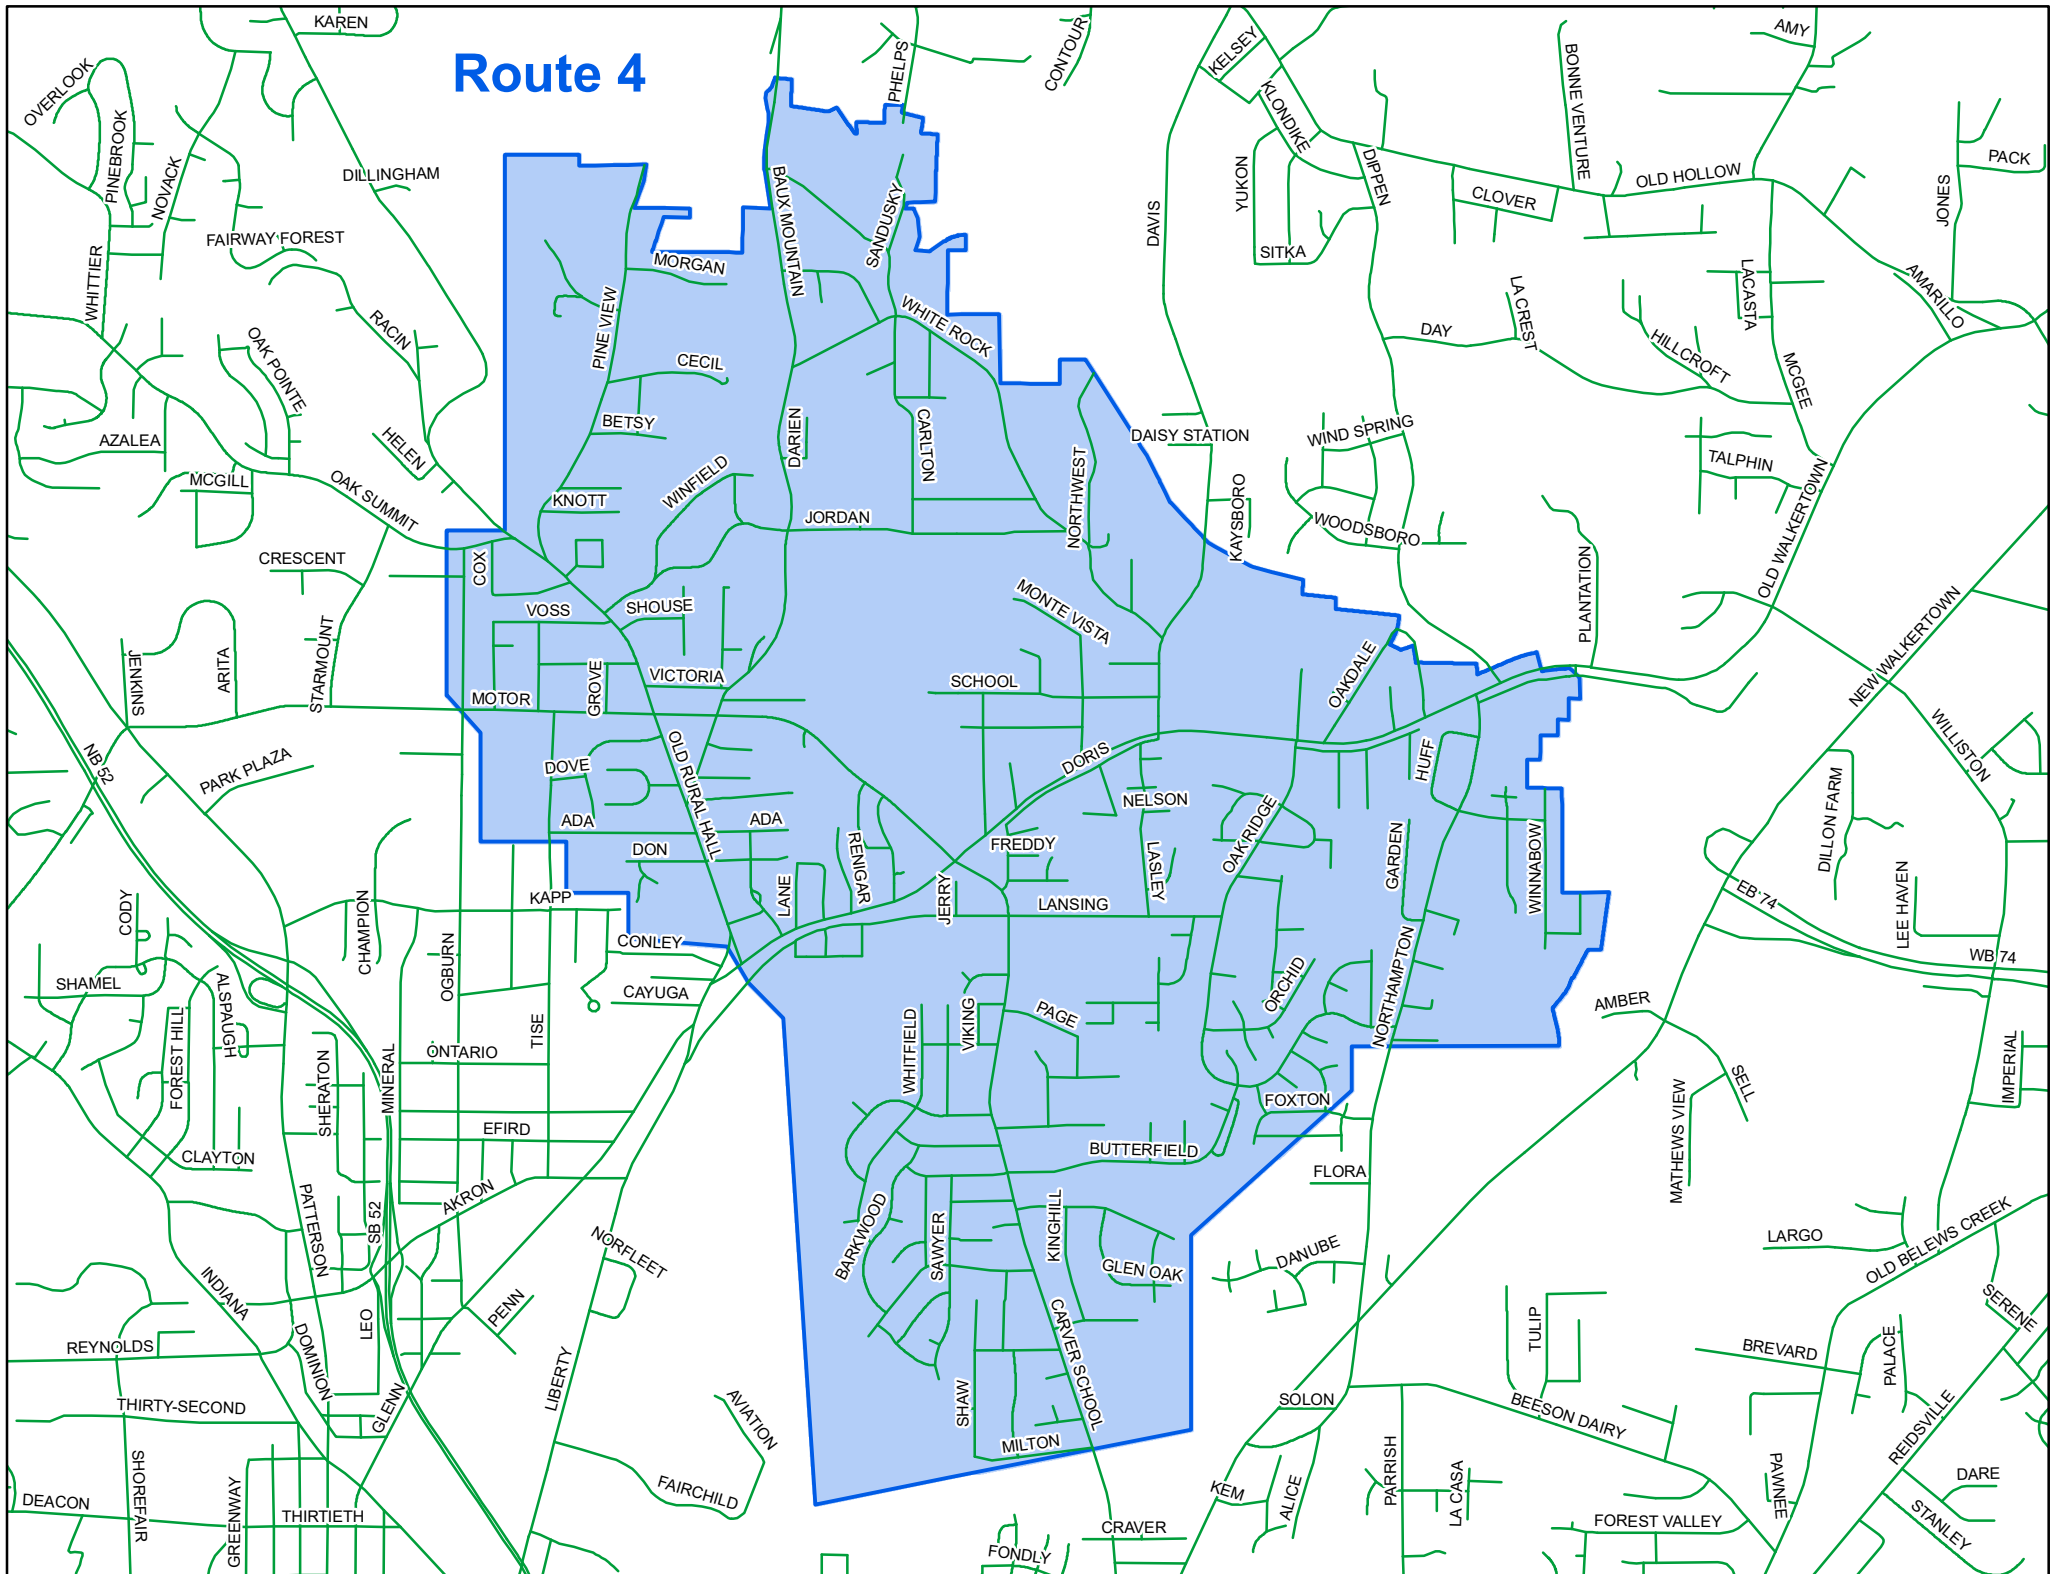 KAREN
Route 4
PHELPS
CONTOUR
KELSEY
AMY
OVERLOOK
PINEBROOK
NOVACK
DILLINGHAM
KLONDIKE
BONNE VENTURE
DIPPEN
YUKON
CLOVER
OLD HOLLOW
PACK
JONES
BAUX MOUNTAIN
SANDUSKY
DAVIS
SITKA
FAIRWAY FOREST
WHITTIER
MORGAN
PINE VIEW
WHITE ROCK
RACIN
OAK POINTE
CECIL
BETSY
DAY
LA CREST
LACASTA
HILLCROFT
AMARILLO
MCGEE
AZALEA
HELEN
MCGILL
OAK SUMMIT
KNOTT
WINFIELD
DARIEN
CARLTON
JORDAN
NORTHWEST
DAISY STATION
KAYSBORO
WIND SPRING
WOODSBORO
TALPHIN
OLD WALKERTOWN
CRESCENT
COX
VOSS
SHOUSE
MONTE VISTA
PLANTATION
NEW WALKERTOWN
JENKINS
ARITA
STARMOUNT
MOTOR
GROVE
VICTORIA
SCHOOL
OAKDALE
WILLISTON
NB 52
PARK PLAZA
DOVE
OLD RURAL HALL
DORIS
HUFF
ADA
ADA
NELSON
DON
RENIGAR
FREDDY
LASLEY
OAK RIDGE
GARDEN
WINNABOW
DILLON FARM
CODY
CHAMPION
KAPP
LANE
JERRY
LANSING
EB 74
LEE HAVEN
WB 74
OGBURN
CONLEY
SHAMEL
ALSPAUGH
CAYUGA
ORCHID
NORTHAMPTON
AMBER
FOREST HILL
TISE
WHITFIELD
VIKING
PAGE
SHERATON
MINERAL
ONTARIO
FOXTON
SELL
MATHEWS VIEW
IMPERIAL
EFIRD
CLAYTON
BUTTERFIELD
FLORA
PATTERSON
SB 52
AKRON
BARKWOOD
SAWYER
KINGHILL
GLEN OAK
NORFLEET
DANUBE
LARGO
OLD BELEWS CREEK
INDIANA
PENN
LEO
SERENE
REYNOLDS
DOMINION
CARVER SCHOOL
TULIP
BREVARD
PALACE
THIRTY-SECOND
GLENN
LIBERTY
AVIATION
SHAW
MILTON
SOLON
BEESON DAIRY
REIDSVILLE
SHOREFAIR
DEACON
GREENWAY
THIRTIETH
FAIRCHILD
KEM
ALICE
PARRISH
LA CASA
PAWNEE
DARE
STANLEY
FOREST VALLEY
CRAVER
FONDLY